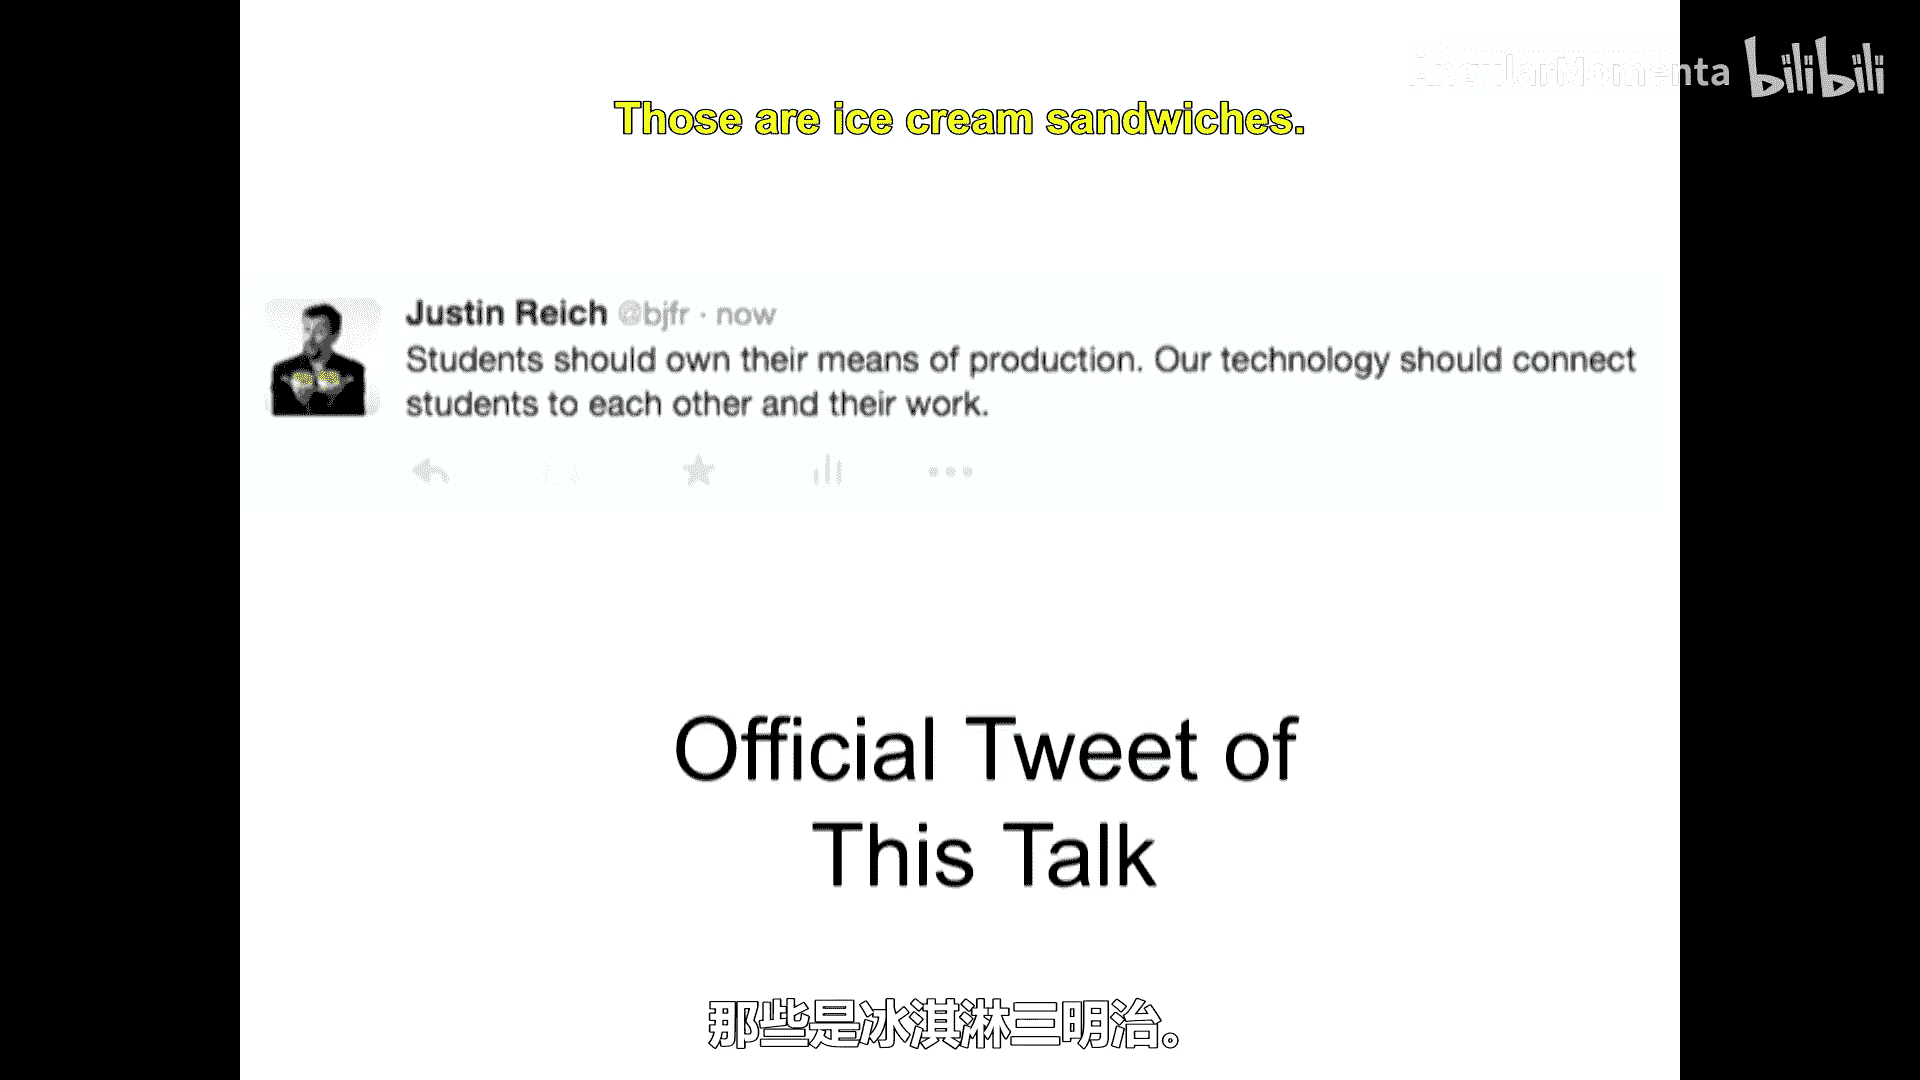 AngularMomenta bilibili
Those are ice cream sandwiches.
Justin Reich @bjfr · now
Students should own their means of production. Our technology should connect
students to each other and their work.
Official Tweet of
This Talk
那些是冰淇淋三明治。